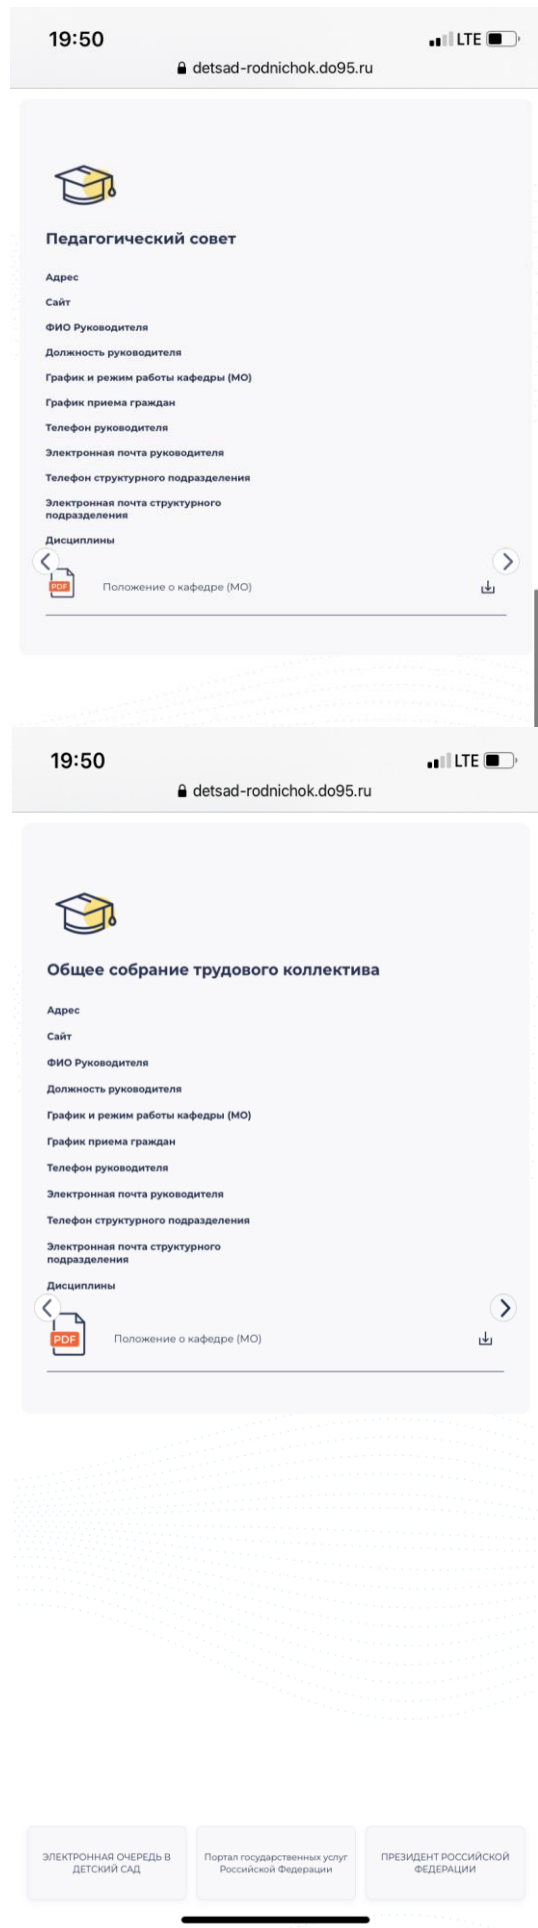 19:50
LTE
detsad-rodnichok.do95.ru
Педагогический совет
Адрес
Сайт
ФИО Руководителя
Должность руководителя
График и режим работы кафедры (МО)
График приема граждан
Телефон руководителя
Электронная почта руководителя
Телефон структурного подразделения
Электронная почта структурного
подразделения
Дисциплины
PDF
Положение о кафедре (МО)
19:50
LTE
detsad-rodnichok.do95.ru
Общее собрание трудового коллектива
Адрес
Сайт
ФИО Руководителя
Должность руководителя
График и режим работы кафедры (МО)
График приема граждан
Телефон руководителя
Электронная почта руководителя
Телефон структурного подразделения
Электронная почта структурного
подразделения
Дисциплины
PDF
Положение о кафедре (МО)
ЭЛЕКТРОННАЯ ОЧЕРЕДЬ В
ДЕТСКИЙ САД
Портал государственных услуг
Российской Федерации
ПРЕЗИДЕНТ РОССИЙСКОЙ
ФЕДЕРАЦИИ